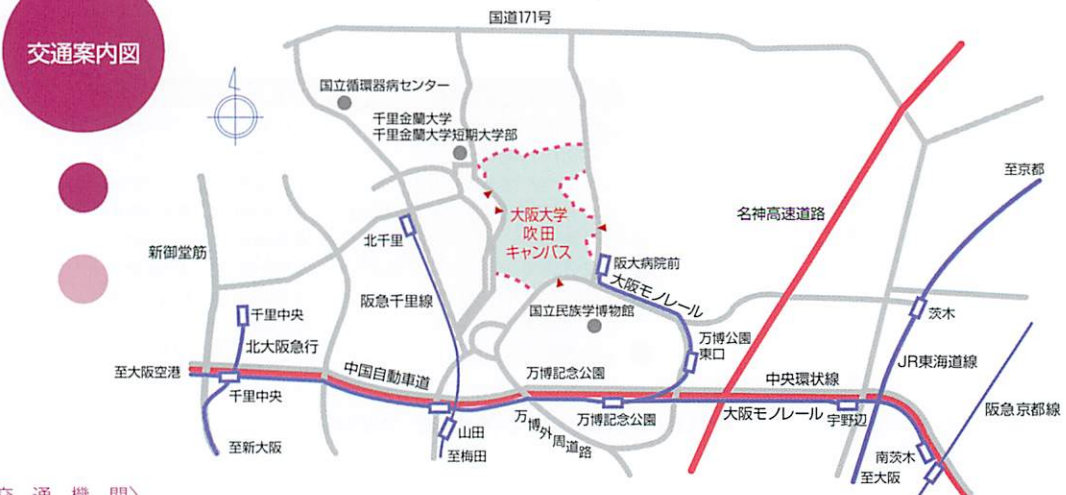 交通案内図
国道171号
国立循環器病センター
千里金蘭大学
千里金蘭大学短期大学部
至京都
名神高速道路
大阪大学
吹田
キャンパス
新御堂筋
北千里
阪大病院前
大阪モノレール
阪急千里線
国立民族学博物館
茨木
千里中央
北大阪急行
万博公園
東口
JR東海道線
至大阪空港
中国自動車道
万博記念公園
中央環状線
千里中央
阪急京都線
万博記念公園
大阪モノレール
宇野辺
万博外周道路
山田
至新大阪
至梅田
南茨木
至大阪
交通機関〉